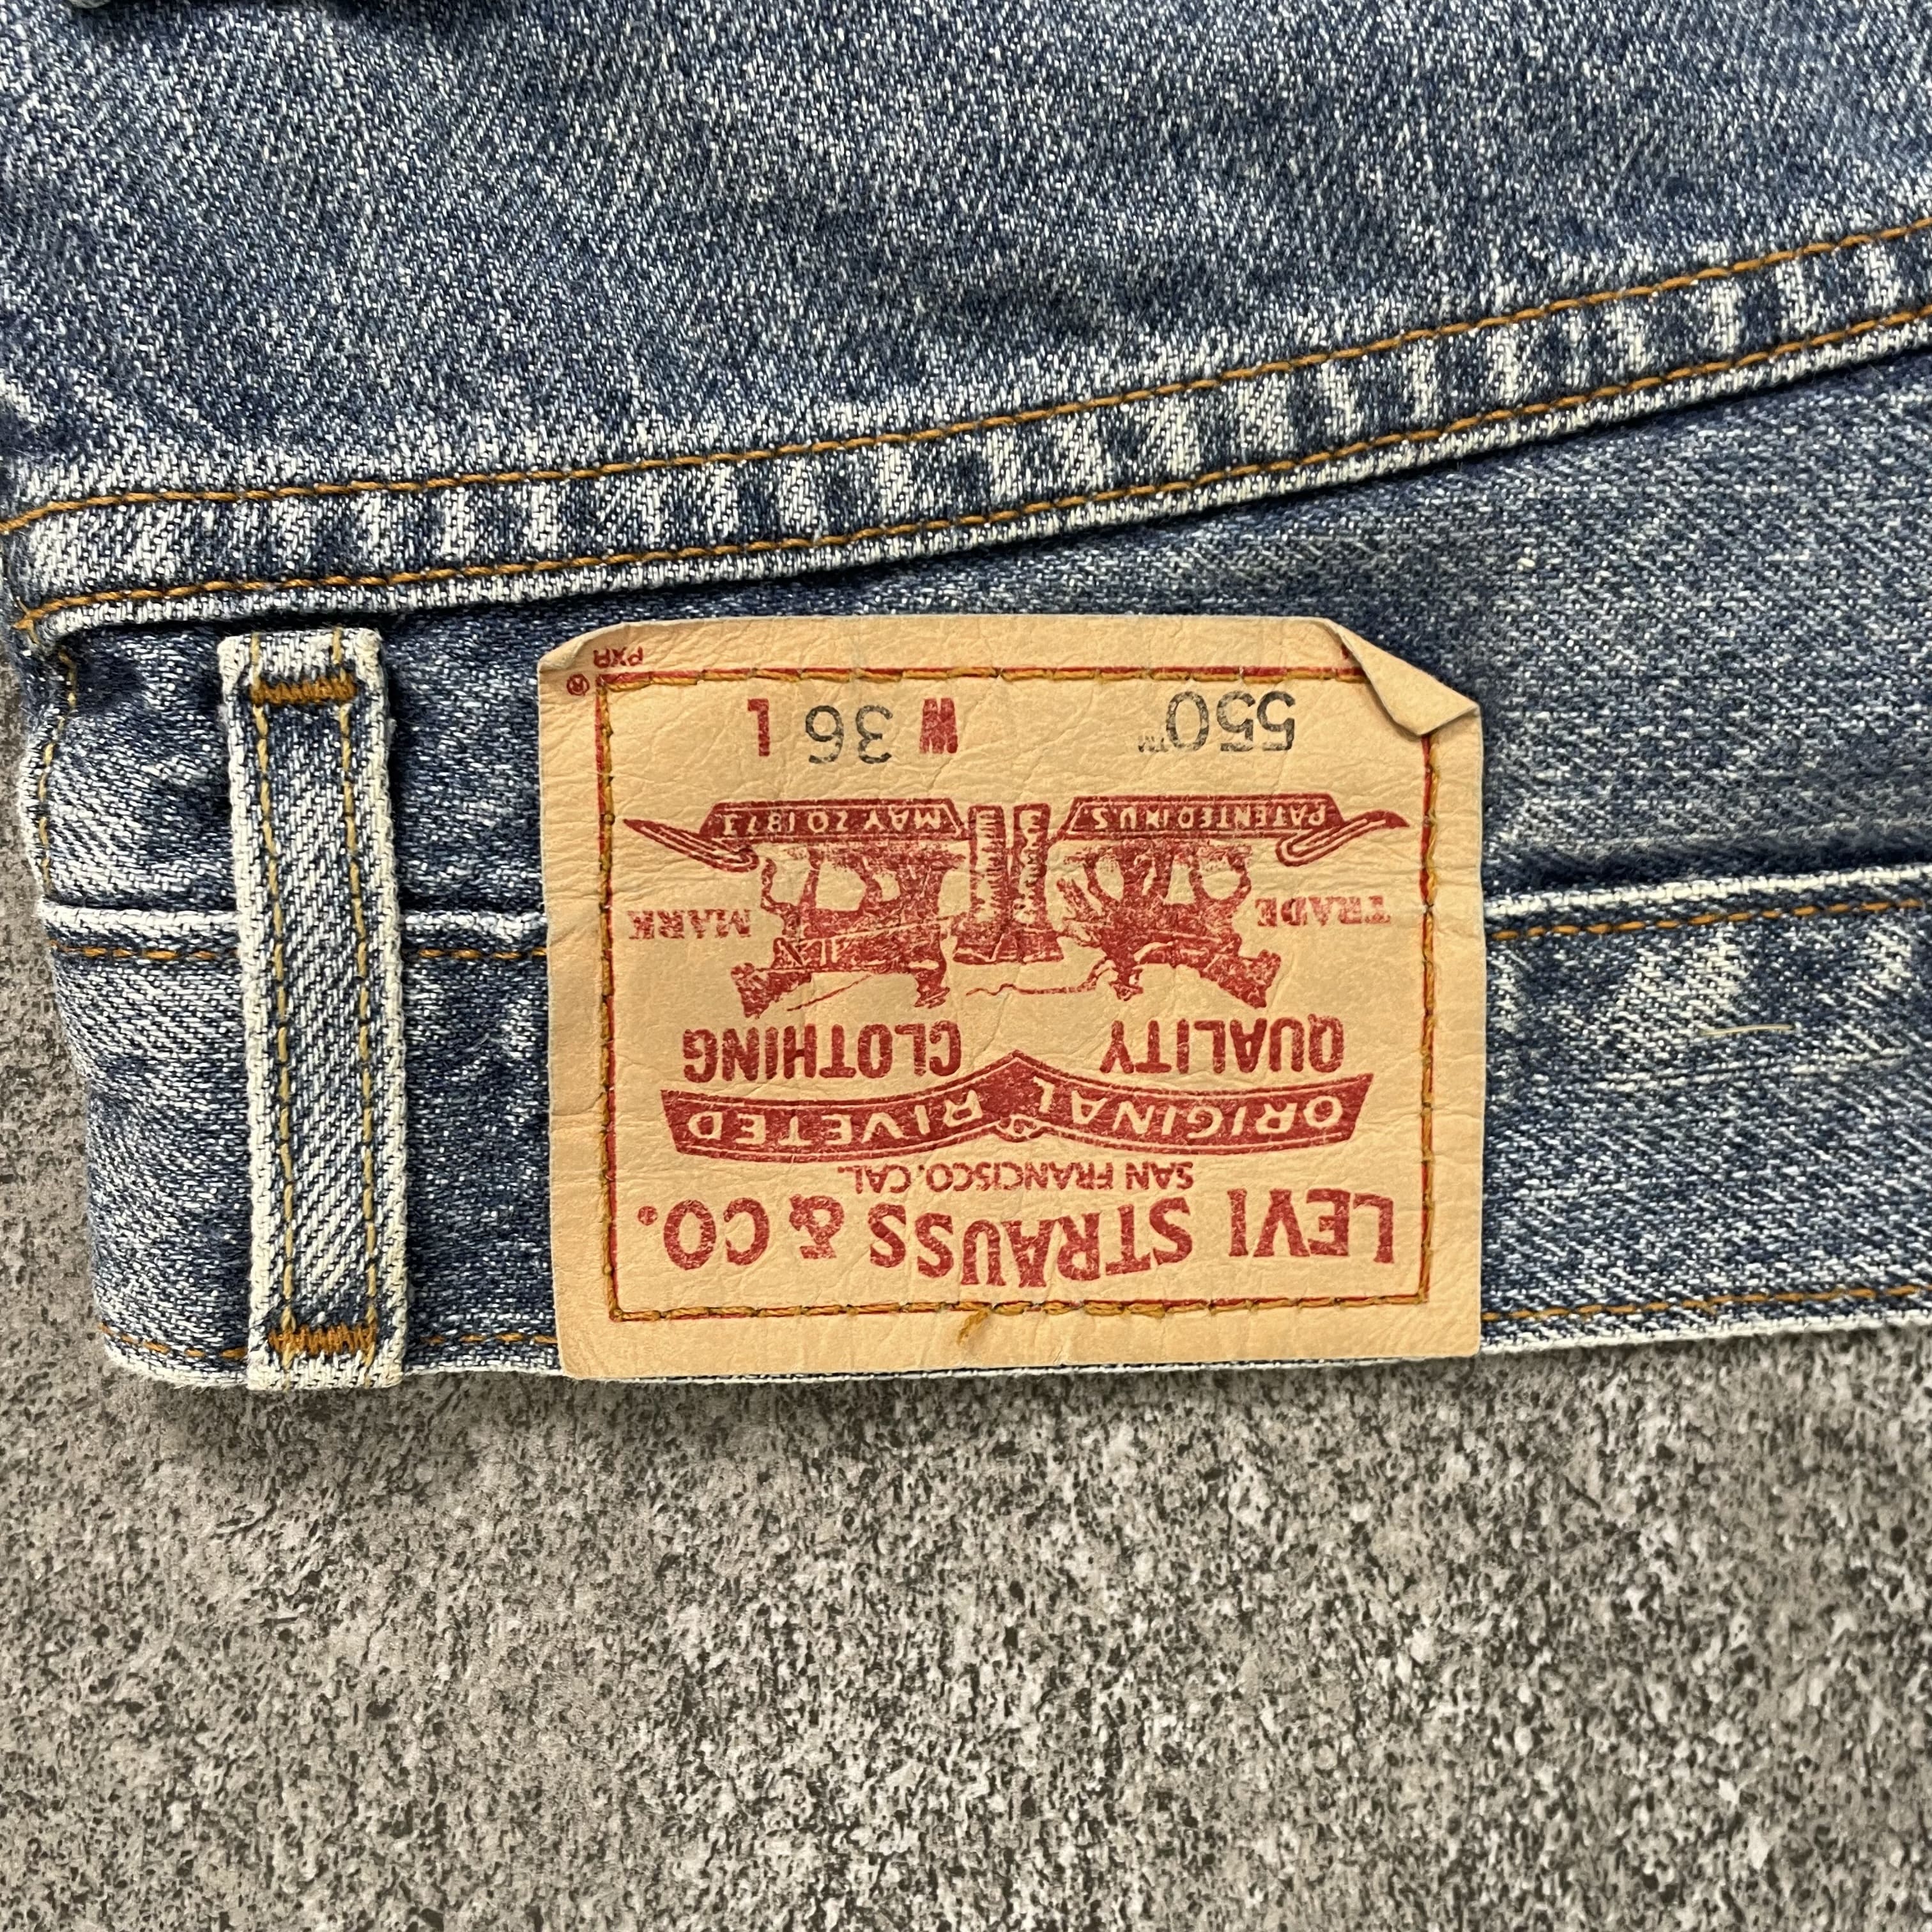 LEVI STRAUSS & CO.
SAN FRANCISCO, CAL.
ORIGINAL RIVETED
QUALITY CLOTHING
TRADE MARK
PATENTED IN U.S. MAY 20 1873
550™ W 36 L
®
PXR